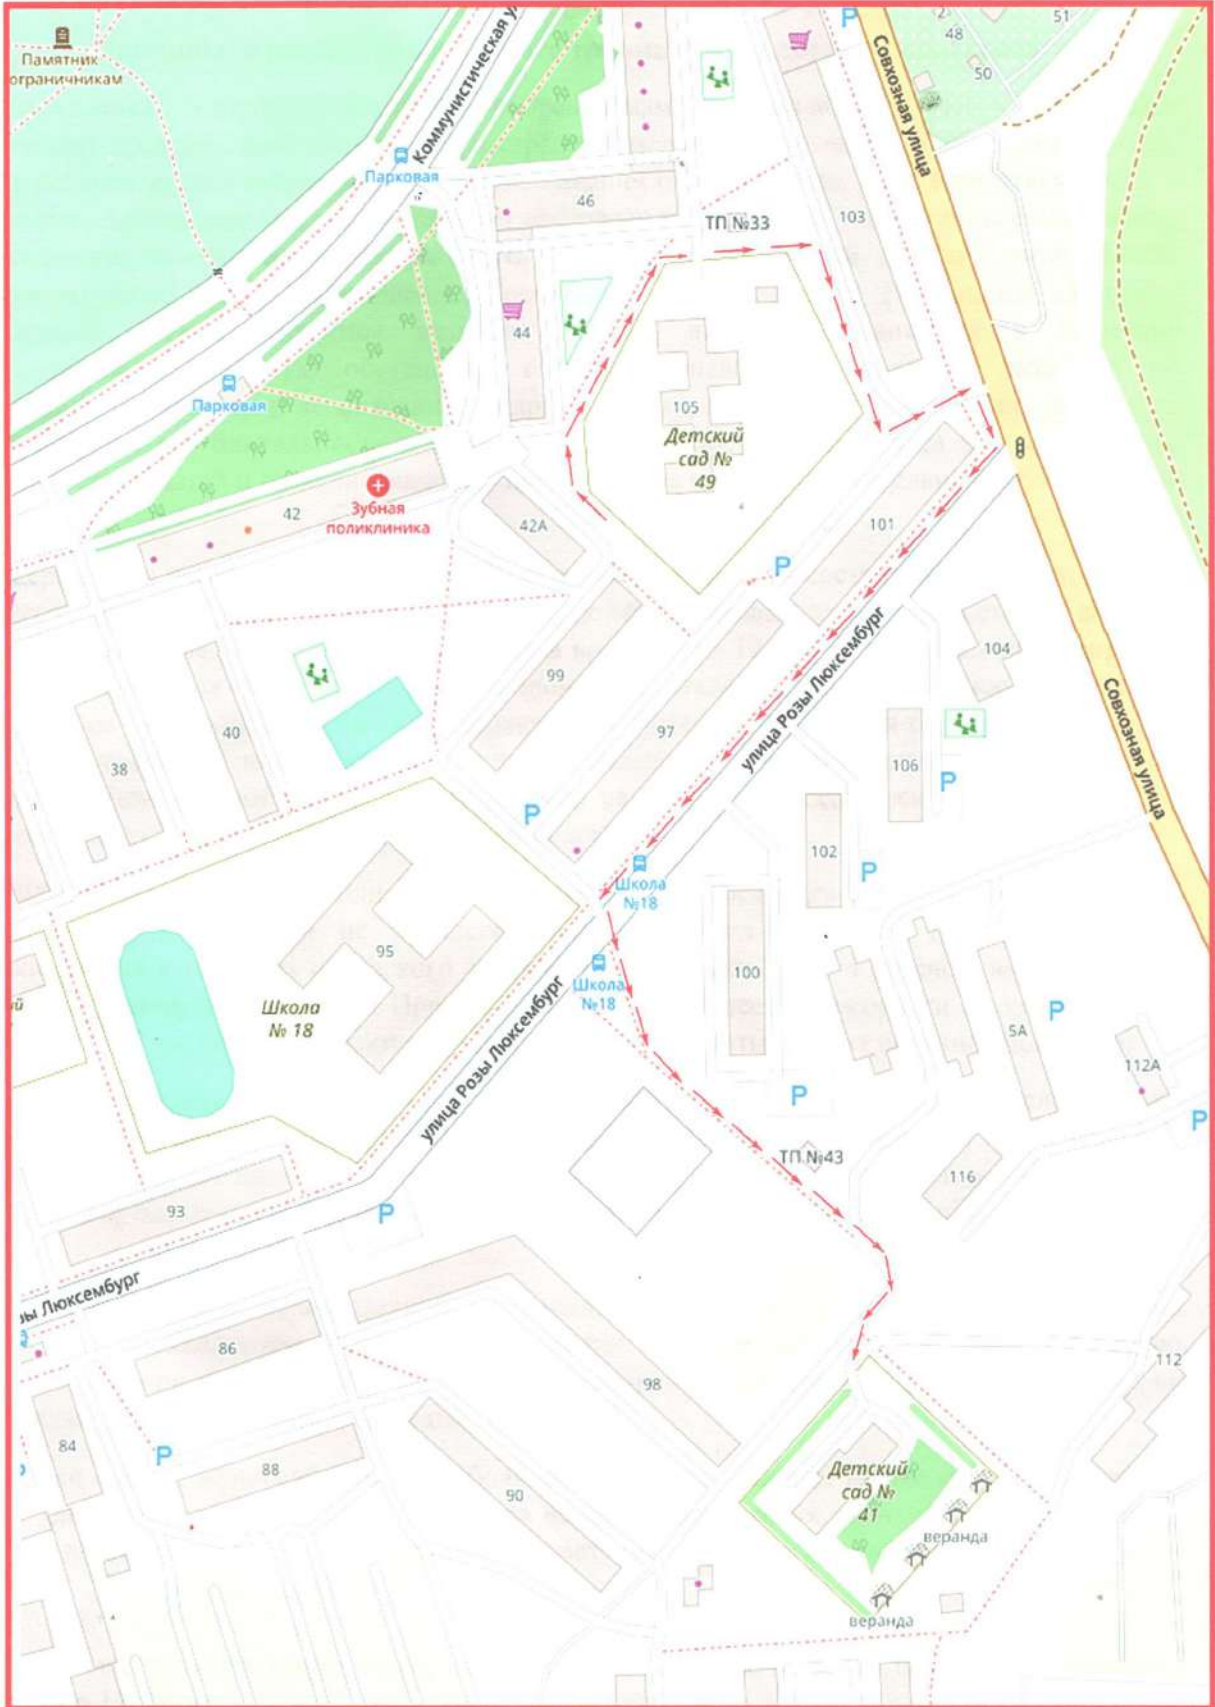 Памятник
ограничникам
Коммунистическая у
Парковая
P
Совхозная улица
48
51
50
46
ТП №33
103
44
Парковая
105
Детский
сад №
49
42
Зубная
поликлиника
42А
101
P
99
97
улица Розы Люксембург
104
106
P
Совхозная улица
40
38
P
102
P
Школа
№18
95
Школа
№ 18
Школа
№18
100
улица Розы Люксембург
5А
P
112А
P
P
ТП №43
116
93
P
зы Люксембург
86
98
112
84
P
88
90
Детский
сад №
41
веранда
веранда